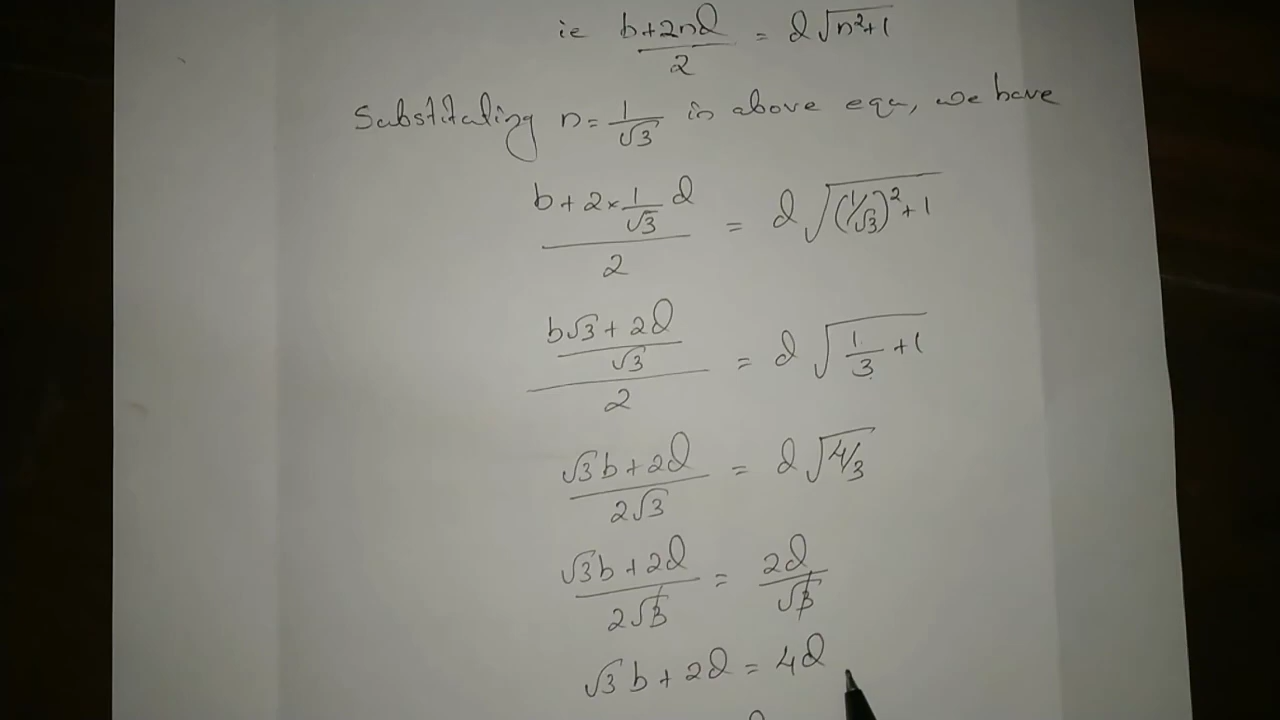 ie (b+2nd)/2 = d√(n²+1)
Substituting n = 1/√3 in above equ, we have
(b + 2 × 1/√3 d)/2 = d√((1/√3)² + 1)
((b√3 + 2d)/√3)/2 = d√(1/3 + 1)
(√3b + 2d)/(2√3) = d√(4/3)
(√3b + 2d)/(2√3) = 2d/√3
√3b + 2d = 4d